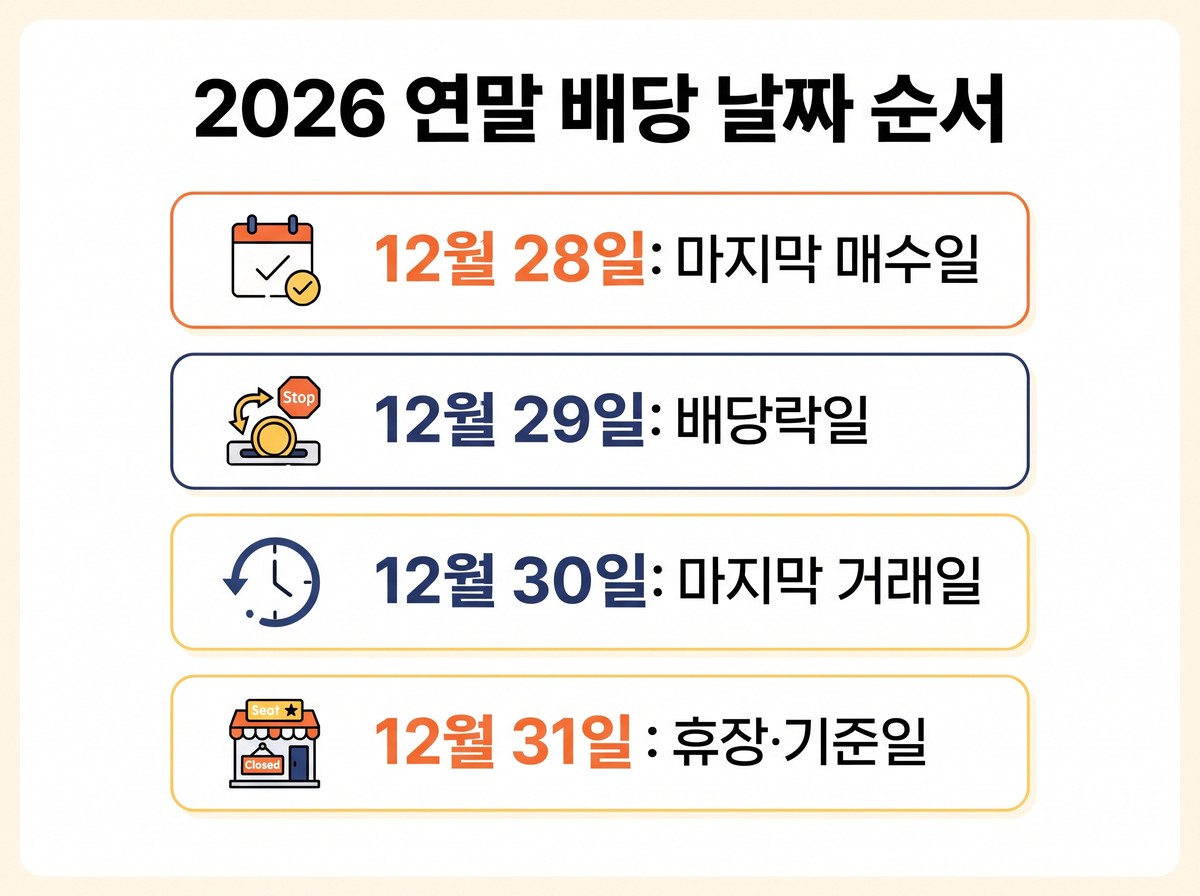 2026 연말 배당 날짜 순서
12월 28일: 마지막 매수일
Stop
12월 29일: 배당락일
12월 30일: 마지막 거래일
Seat
Closed
12월 31일 : 휴장·기준일